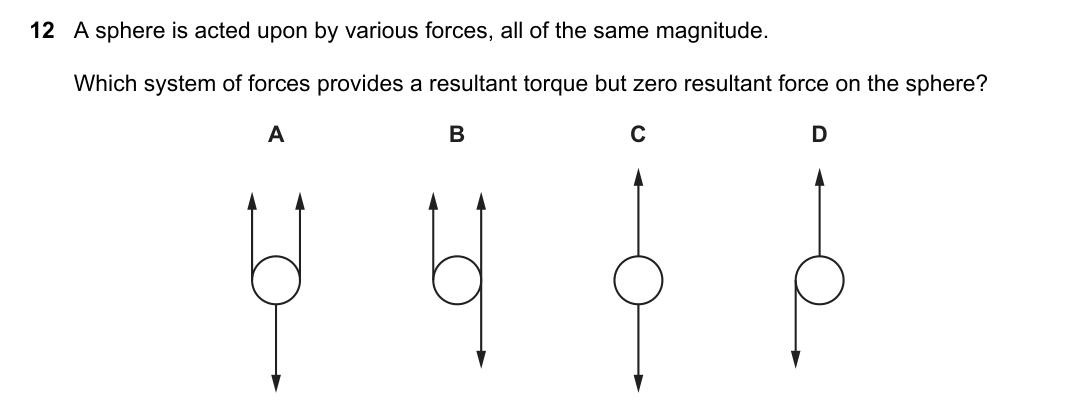 12 A sphere is acted upon by various forces, all of the same magnitude.
Which system of forces provides a resultant torque but zero resultant force on the sphere?
A B C D